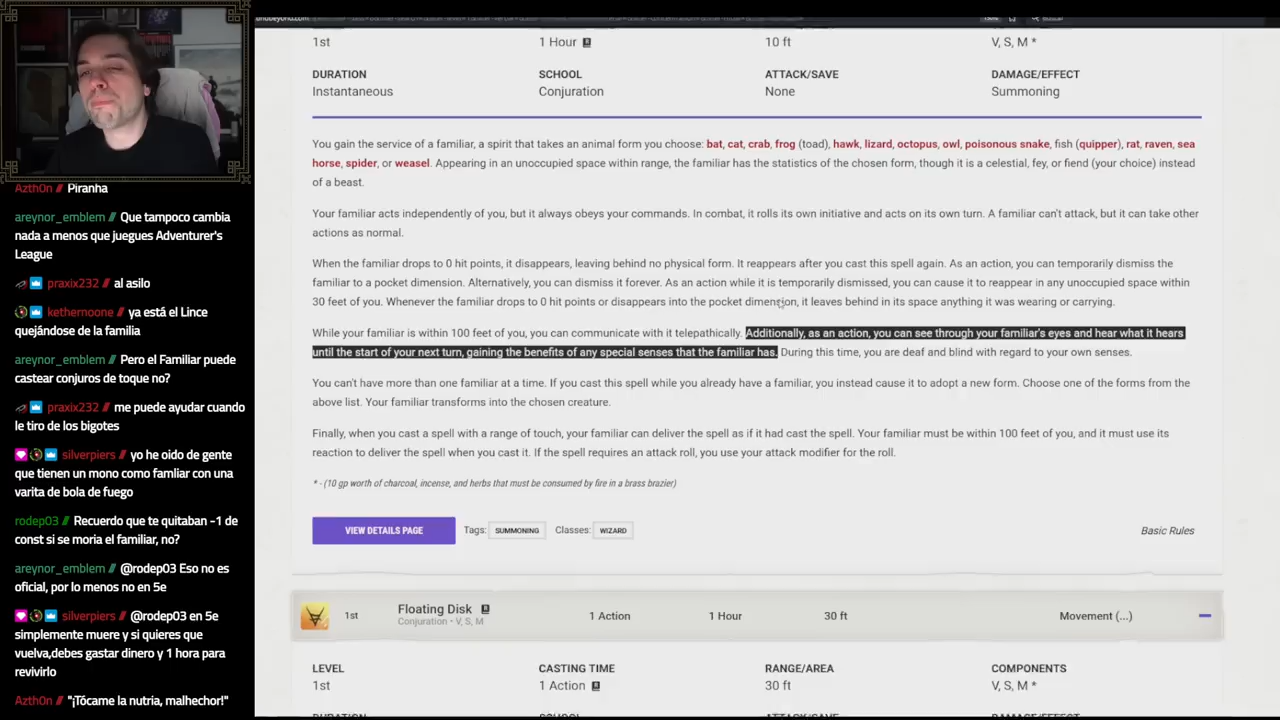 1st
1 Hour
10 ft
V, S, M *
DURATION
SCHOOL
ATTACK/SAVE
DAMAGE/EFFECT
Instantaneous
Conjuration
None
Summoning
You gain the service of a familiar, a spirit that takes an animal form you choose: bat, cat, crab, frog (toad), hawk, lizard, octopus, owl, poisonous snake, fish (quipper), rat, raven, sea
horse, spider, or weasel. Appearing in an unoccupied space within range, the familiar has the statistics of the chosen form, though it is a celestial, fey, or fiend (your choice) instead
of a beast.
Your familiar acts independently of you, but it always obeys your commands. In combat, it rolls its own initiative and acts on its own turn. A familiar can't attack, but it can take other
actions as normal.
When the familiar drops to 0 hit points, it disappears, leaving behind no physical form. It reappears after you cast this spell again. As an action, you can temporarily dismiss the
familiar to a pocket dimension. Alternatively, you can dismiss it forever. As an action while it is temporarily dismissed, you can cause it to reappear in any unoccupied space within
30 feet of you. Whenever the familiar drops to 0 hit points or disappears into the pocket dimension, it leaves behind in its space anything it was wearing or carrying.
While your familiar is within 100 feet of you, you can communicate with it telepathically. Additionally, as an action, you can see through your familiar's eyes and hear what it hears
until the start of your next turn, gaining the benefits of any special senses that the familiar has. During this time, you are deaf and blind with regard to your own senses.
You can't have more than one familiar at a time. If you cast this spell while you already have a familiar, you instead cause it to adopt a new form. Choose one of the forms from the
above list. Your familiar transforms into the chosen creature.
Finally, when you cast a spell with a range of touch, your familiar can deliver the spell as if it had cast the spell. Your familiar must be within 100 feet of you, and it must use its
reaction to deliver the spell when you cast it. If the spell requires an attack roll, you use your attack modifier for the roll.
* - (10 gp worth of charcoal, incense, and herbs that must be consumed by fire in a brass brazier)
VIEW DETAILS PAGE
Tags: SUMMONING Classes: WIZARD
Basic Rules
1st
Floating Disk
Conjuration • V, S, M
1 Action
1 Hour
30 ft
Movement (...)
LEVEL
CASTING TIME
RANGE/AREA
COMPONENTS
1st
1 Action
30 ft
V, S, M *
Azth0n // Piranha
areynor_emblem // Que tampoco cambia
nada a menos que juegues Adventurer's
League
praxix232 // al asilo
kethernoone // ya está el Lince
quejándose de la familia
areynor_emblem // Pero el Familiar puede
castear conjuros de toque no?
praxix232 // me puede ayudar cuando
le tiro de los bigotes
silverpiers // yo he oido de gente
que tienen un mono como famliar con una
varita de bola de fuego
rodep03 // Recuerdo que te quitaban -1 de
const si se moria el familiar, no?
areynor_emblem // @rodep03 Eso no es
oficial, por lo menos no en 5e
silverpiers // @rodep03 en 5e
simplemente muere y si quieres que
vuelva,debes gastar dinero y 1 hora para
revivirlo
Azth0n // "¡Tócame la nutria, malhechor!"